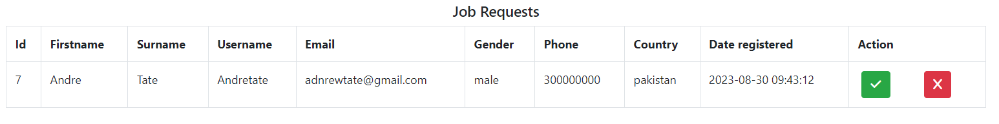 Job Requests
Id Firstname Surname Username Email Gender Phone Country Date registered Action
7 Andre Tate Andretate adnrewtate@gmail.com male 300000000 pakistan 2023-08-30 09:43:12